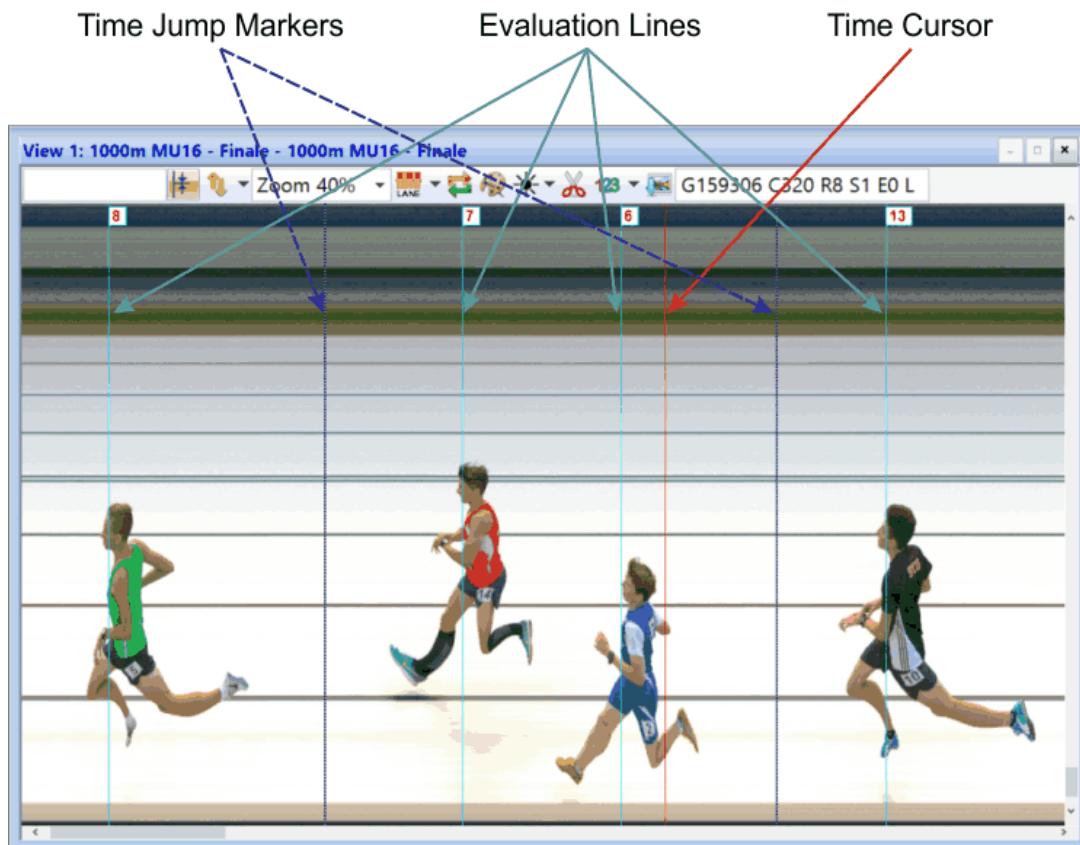 Time Jump Markers Evaluation Lines Time Cursor
View 1: 1000m MU16 - Finale - 1000m MU16 - Finale
Zoom 40% LANE 123 G159306 C320 R8 S1 E0 L
8 7 6 13
14
5 2 10